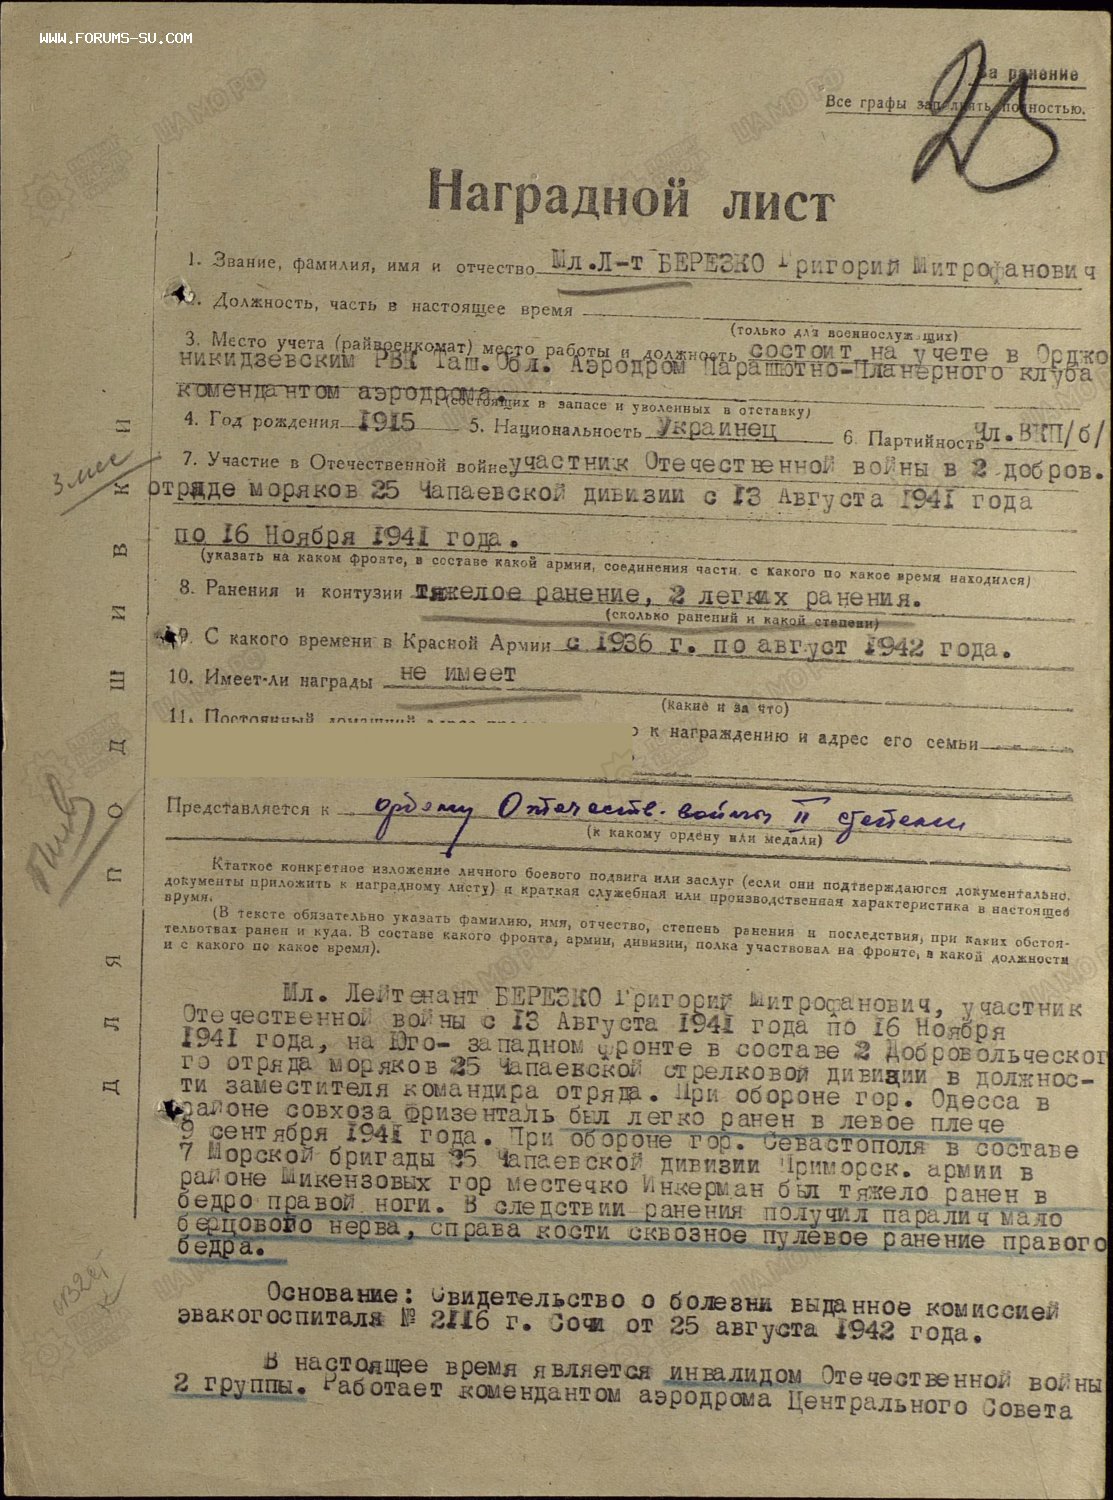 WWW.FORUMS-SU.COM
За ранение
Все графы заполнять полностью.
Наградной лист
1. Звание, фамилия, имя и отчество Мл.Л-т БЕРЕЗКО Григорий Митрофанович
2. Должность, часть в настоящее время
(только для военнослужащих)
3. Место учета (райвоенкомат) место работы и должность состоит на учете в Орджо
никидзевским РВК Таш.Обл. Аэродром Парашютно-Планерного клуба
комендантом аэродрома.
(состоящих в запасе и уволенных в отставку)
4. Год рождения 1915 5. Национальность Украинец 6. Партийность Чл.ВКП/б/
7. Участие в Отечественной войне участник Отечественной войны в 2 добров.
отряде моряков 25 Чапаевской дивизии с 13 Августа 1941 года
по 16 Ноября 1941 года.
(указать на каком фронте, в составе какой армии, соединения части, с какого по какое время находился)
8. Ранения и контузии тяжелое ранение, 2 легких ранения.
(сколько ранений и какой степени)
9. С какого времени в Красной Армии с 1936 г. по август 1942 года.
10. Имеет-ли награды не имеет
(какие и за что)
11. Постоянный домашний адрес
к награждению и адрес его семьи
Представляется к ордену Отечеств. войны II степени
(к какому ордену или медали)
Ктаткое конкретное изложение личного боевого подвига или заслуг (если они подтверждаются документально,
документы приложить к наградному листу) и краткая служебная или производственная характеристика в настоящее
врумя.
(В тексте обязательно указать фамилию, имя, отчество, степень ранения и последствия, при каких обстоя-
тельотвах ранен и куда. В составе какого фронта, армии, дивизии, полка участвовал на фронте, в какой должности
и с какого по какое время).
Мл. Лейтенант БЕРЕЗКО Григорий Митрофанович, участник
Отечественной войны с 13 Августа 1941 года по 16 Ноября
1941 года, на Юго- западном фронте в составе 2 Добровольческог
го отряда моряков 25 Чапаевской стрелковой дивизии в должнос-
ти заместителя командира отряда. При обороне гор. Одесса в
районе совхоза Фризенталь был легко ранен в левое плече
9 сентября 1941 года. При обороне гор. Севастополя в составе
7 Морской бригады 25 Чапаевской дивизии Приморск. армии в
районе Микензовых гор местечко Инкерман был тяжело ранен в
бедро правой ноги. В следствии ранения получил паралич мало
берцового нерва, справа кости сквозное пулевое ранение правого
бедра.
Основание: Свидетельство о болезни выданное комиссией
эвакогоспиталя № 2116 г. Сочи от 25 августа 1942 года.
В настоящее время является инвалидом Отечественной войны
2 группы. Работает комендантом аэродрома Центрального Совета
ДЛЯ ПОДШИВКИ
3 мес